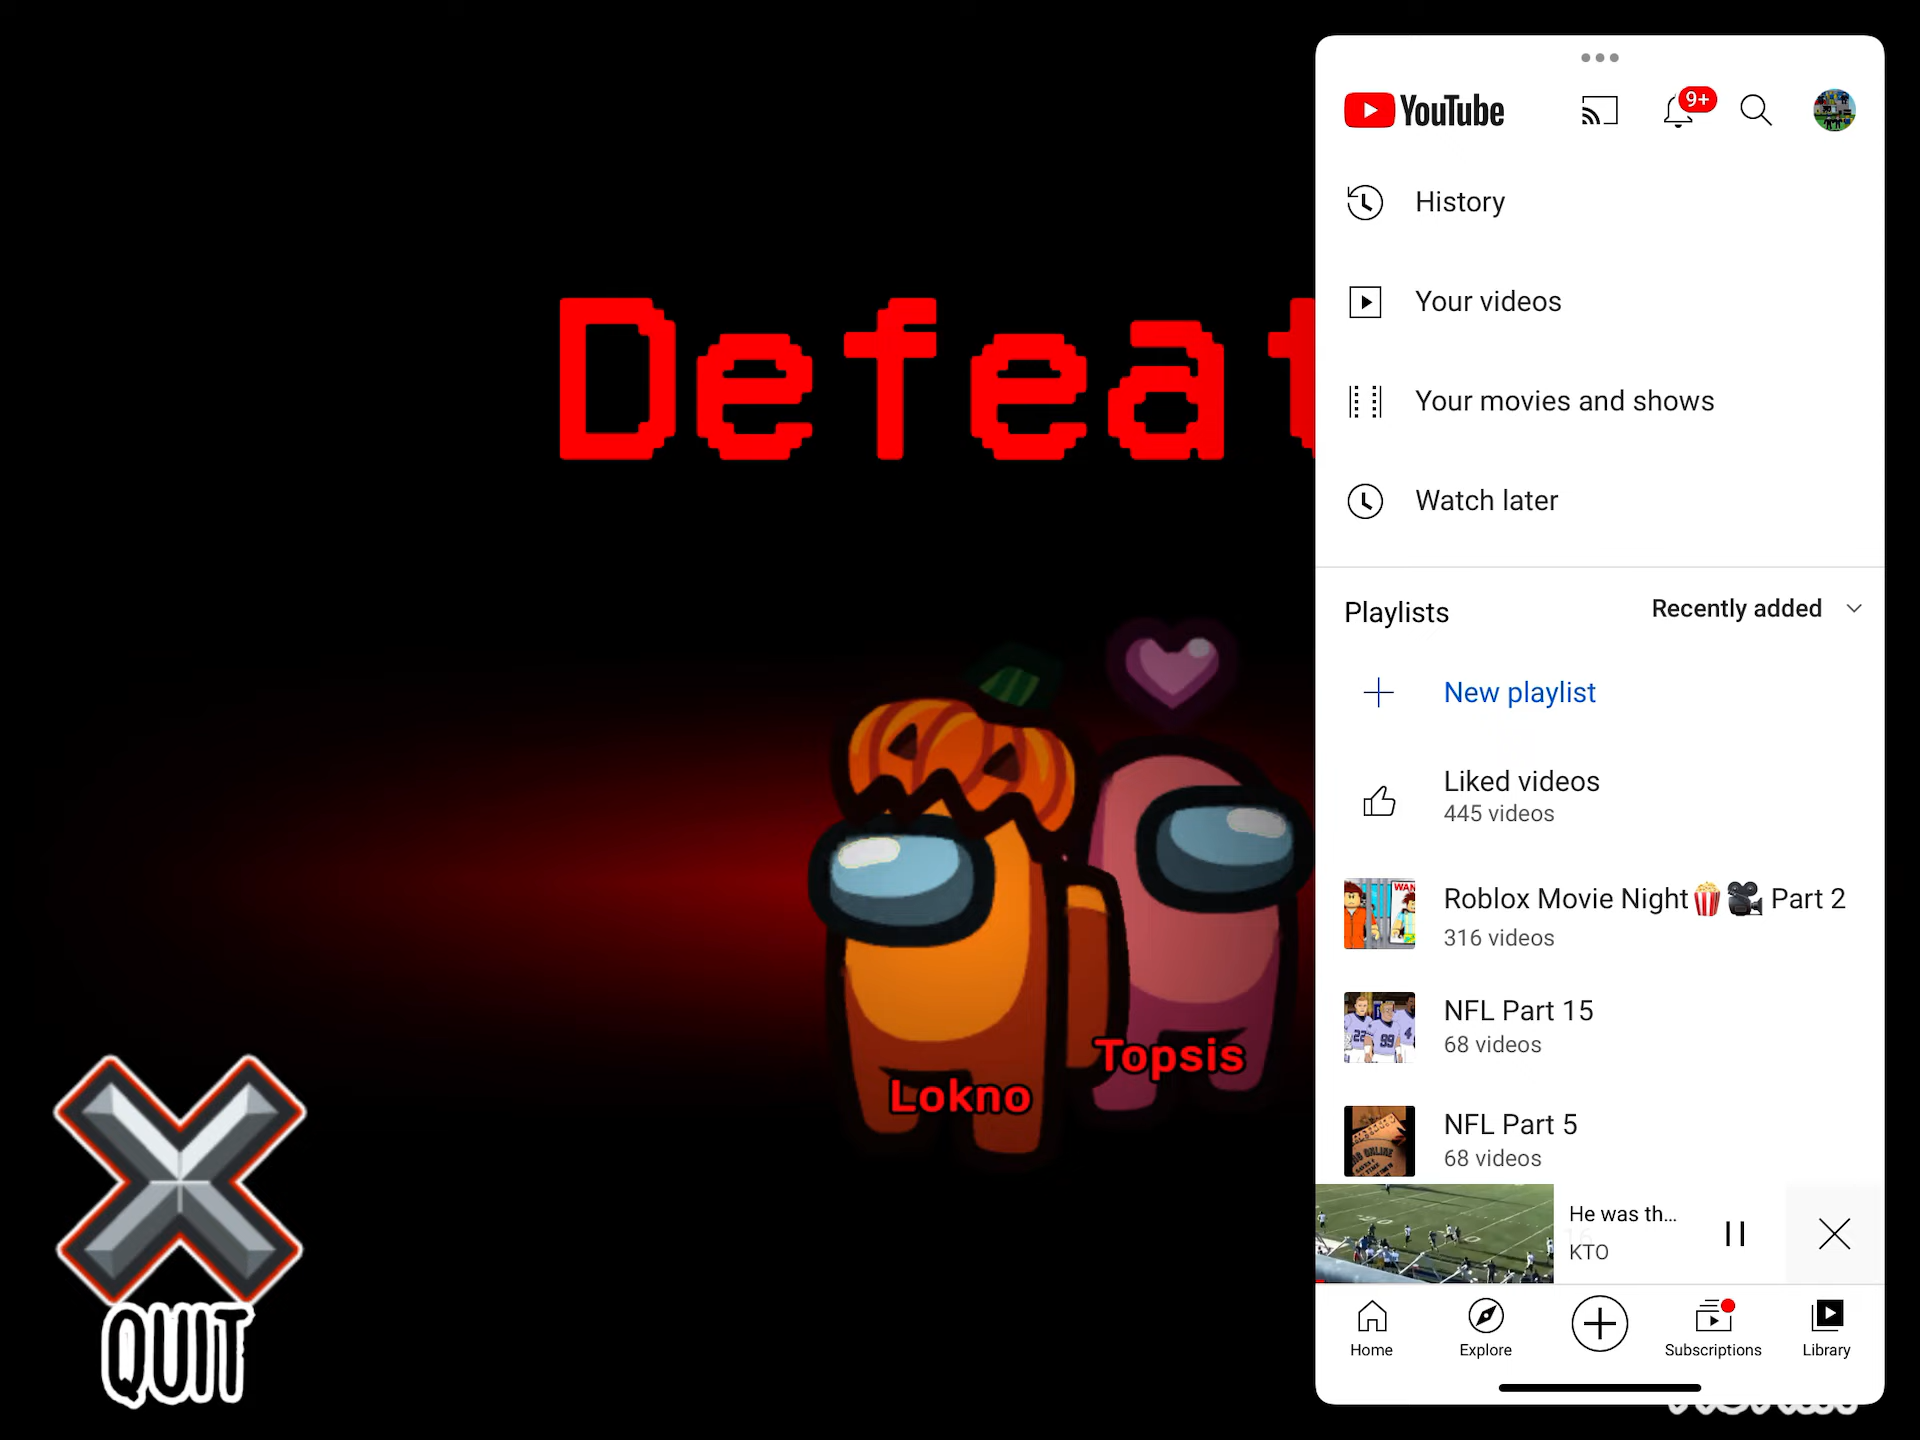 Defeat
Lokno
Topsis
QUIT
YouTube
9+
History
Your videos
Your movies and shows
Watch later
Playlists
Recently added
New playlist
Liked videos
445 videos
Roblox Movie Night🍿🎥 Part 2
316 videos
NFL Part 15
68 videos
NFL Part 5
68 videos
He was th...
KTO
Home
Explore
Subscriptions
Library